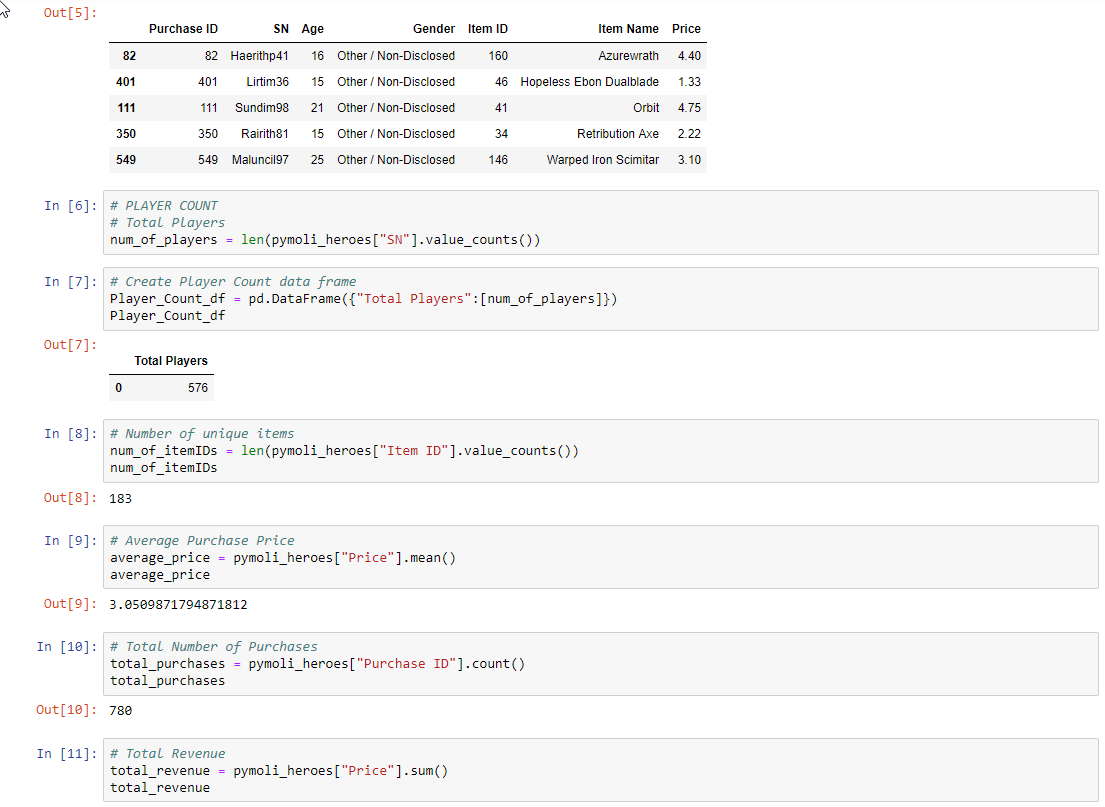 Out[5]:
Purchase ID SN Age Gender Item ID Item Name Price
82 82 Haerithp41 16 Other / Non-Disclosed 160 Azurewrath 4.40
401 401 Lirtim36 15 Other / Non-Disclosed 46 Hopeless Ebon Dualblade 1.33
111 111 Sundim98 21 Other / Non-Disclosed 41 Orbit 4.75
350 350 Rairith81 15 Other / Non-Disclosed 34 Retribution Axe 2.22
549 549 Maluncil97 25 Other / Non-Disclosed 146 Warped Iron Scimitar 3.10
In [6]: # PLAYER COUNT
# Total Players
num_of_players = len(pymoli_heroes["SN"].value_counts())
In [7]: # Create Player Count data frame
Player_Count_df = pd.DataFrame({"Total Players":[num_of_players]})
Player_Count_df
Out[7]:
Total Players
0 576
In [8]: # Number of unique items
num_of_itemIDs = len(pymoli_heroes["Item ID"].value_counts())
num_of_itemIDs
Out[8]: 183
In [9]: # Average Purchase Price
average_price = pymoli_heroes["Price"].mean()
average_price
Out[9]: 3.0509871794871812
In [10]: # Total Number of Purchases
total_purchases = pymoli_heroes["Purchase ID"].count()
total_purchases
Out[10]: 780
In [11]: # Total Revenue
total_revenue = pymoli_heroes["Price"].sum()
total_revenue